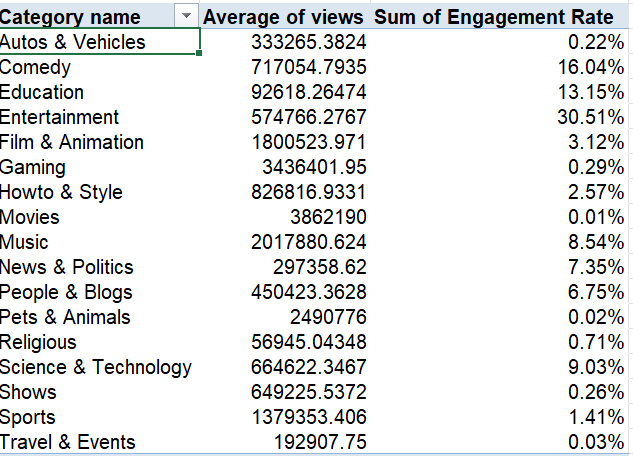 Category name Average of views Sum of Engagement Rate
Autos & Vehicles 333265.3824 0.22%
Comedy 717054.7935 16.04%
Education 92618.26474 13.15%
Entertainment 574766.2767 30.51%
Film & Animation 1800523.971 3.12%
Gaming 3436401.95 0.29%
Howto & Style 826816.9331 2.57%
Movies 3862190 0.01%
Music 2017880.624 8.54%
News & Politics 297358.62 7.35%
People & Blogs 450423.3628 6.75%
Pets & Animals 2490776 0.02%
Religious 56945.04348 0.71%
Science & Technology 664622.3467 9.03%
Shows 649225.5372 0.26%
Sports 1379353.406 1.41%
Travel & Events 192907.75 0.03%